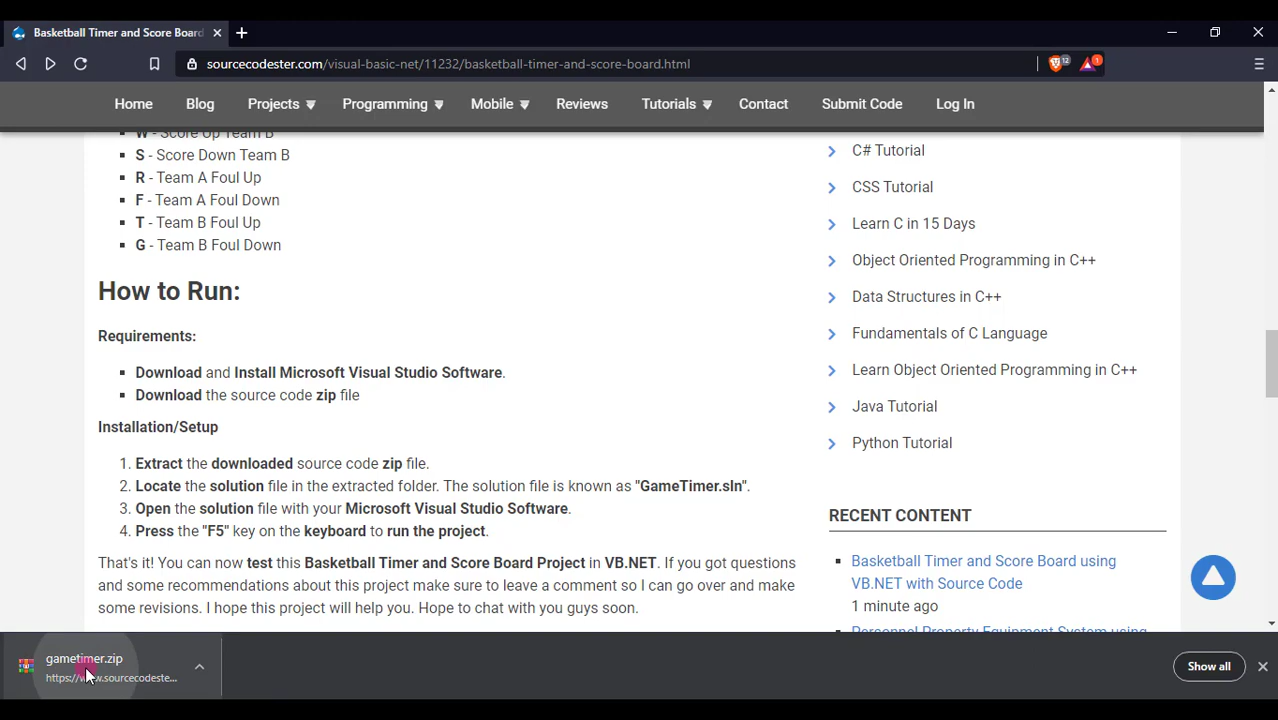 Basketball Timer and Score Board
sourcecodester.com/visual-basic-net/11232/basketball-timer-and-score-board.html
12
1
Home
Blog
Projects
Programming
Mobile
Reviews
Tutorials
Contact
Submit Code
Log In
W - Score Up Team B
S - Score Down Team B
R - Team A Foul Up
F - Team A Foul Down
T - Team B Foul Up
G - Team B Foul Down
How to Run:
Requirements:
Download and Install Microsoft Visual Studio Software.
Download the source code zip file
Installation/Setup
1. Extract the downloaded source code zip file.
2. Locate the solution file in the extracted folder. The solution file is known as "GameTimer.sln".
3. Open the solution file with your Microsoft Visual Studio Software.
4. Press the "F5" key on the keyboard to run the project.
That's it! You can now test this Basketball Timer and Score Board Project in VB.NET. If you got questions
and some recommendations about this project make sure to leave a comment so I can go over and make
some revisions. I hope this project will help you. Hope to chat with you guys soon.
C# Tutorial
CSS Tutorial
Learn C in 15 Days
Object Oriented Programming in C++
Data Structures in C++
Fundamentals of C Language
Learn Object Oriented Programming in C++
Java Tutorial
Python Tutorial
RECENT CONTENT
Basketball Timer and Score Board using
VB.NET with Source Code
1 minute ago
Personnel Property Equipment System using
gametimer.zip
https://www.sourcecodeste...
Show all